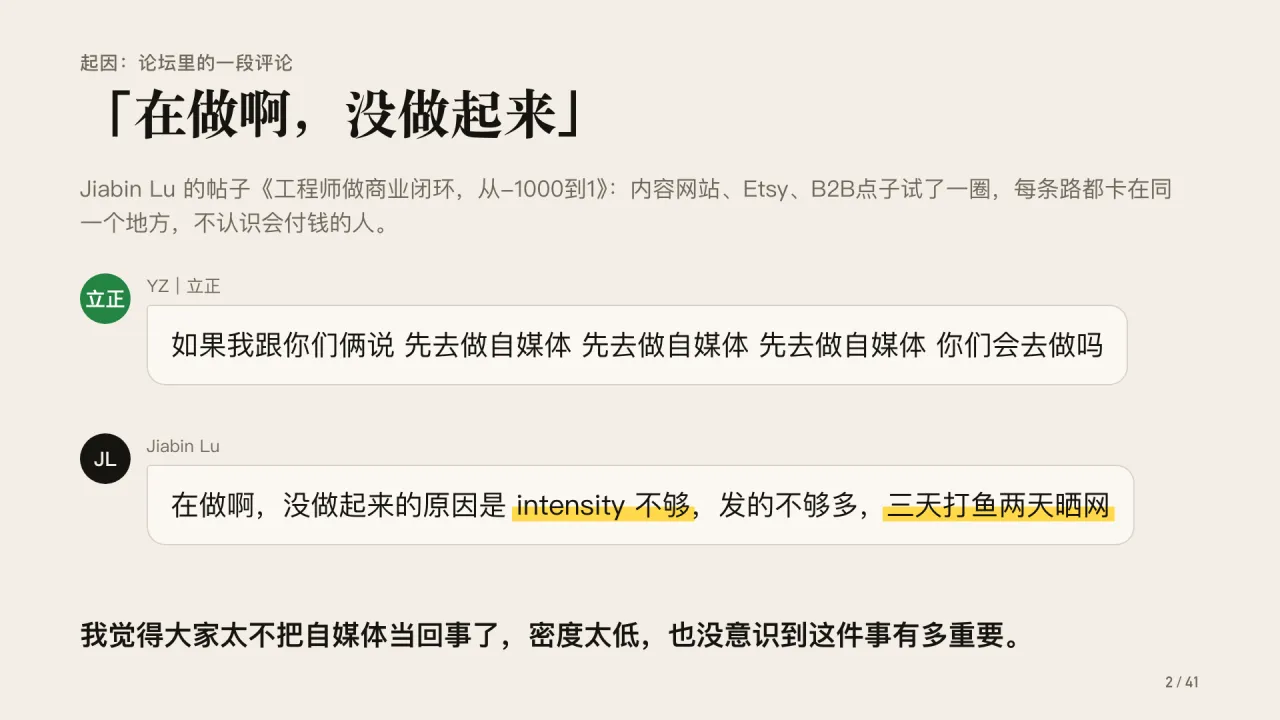 起因：论坛里的一段评论
「在做啊，没做起来」
Jiabin Lu 的帖子《工程师做商业闭环，从-1000到1》：内容网站、Etsy、B2B点子试了一圈，每条路都卡在同
一个地方，不认识会付钱的人。
立正
YZ | 立正
如果我跟你们俩说 先去做自媒体 先去做自媒体 先去做自媒体 你们会去做吗
JL
Jiabin Lu
在做啊，没做起来的原因是 intensity 不够，发的不够多，三天打鱼两天晒网
我觉得大家太不把自媒体当回事了，密度太低，也没意识到这件事有多重要。
2 / 41